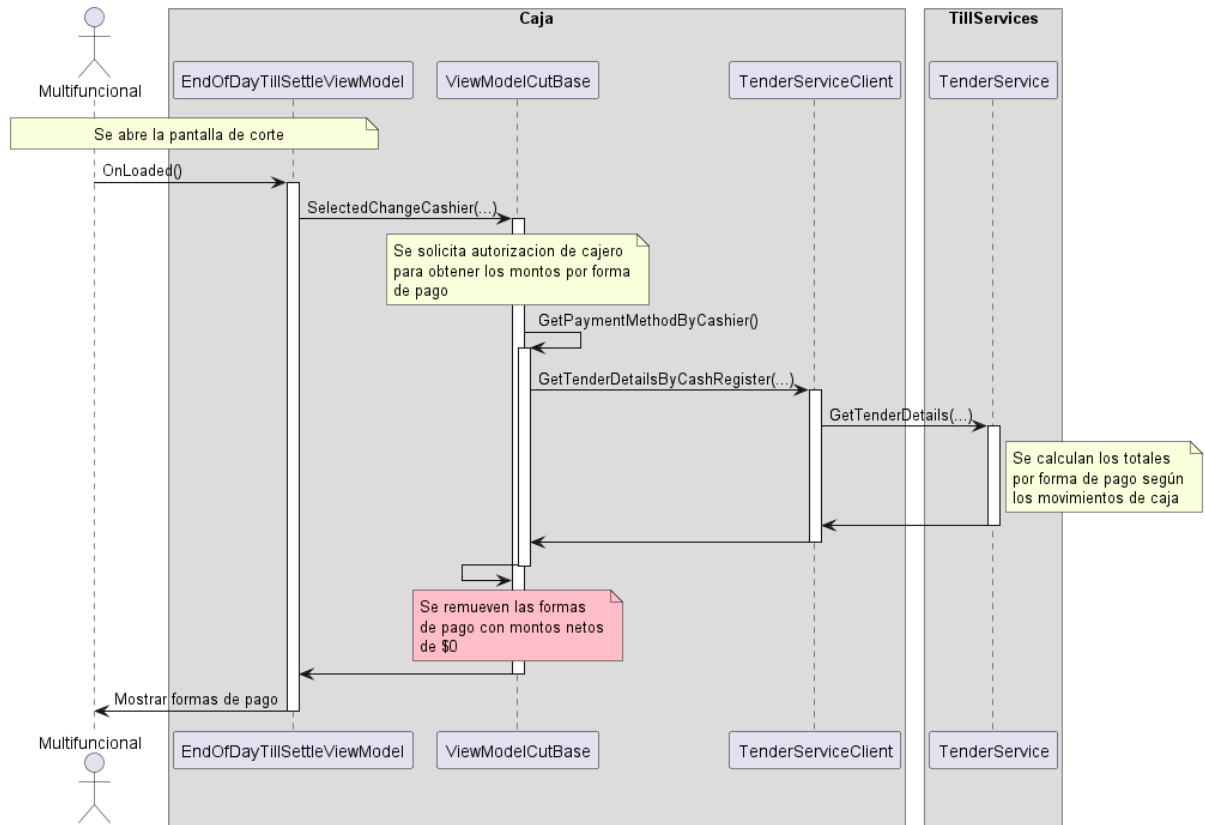 Caja
TillServices
Multifuncional
EndOfDayTillSettleViewModel
ViewModelCutBase
TenderServiceClient
TenderService
Se abre la pantalla de corte
OnLoaded()
SelectedChangeCashier(...)
Se solicita autorizacion de cajero
para obtener los montos por forma
de pago
GetPaymentMethodByCashier()
GetTenderDetailsByCashRegister(...)
GetTenderDetails(...)
Se calculan los totales
por forma de pago según
los movimientos de caja
Se remueven las formas
de pago con montos netos
de $0
Mostrar formas de pago
Multifuncional
EndOfDayTillSettleViewModel
ViewModelCutBase
TenderServiceClient
TenderService